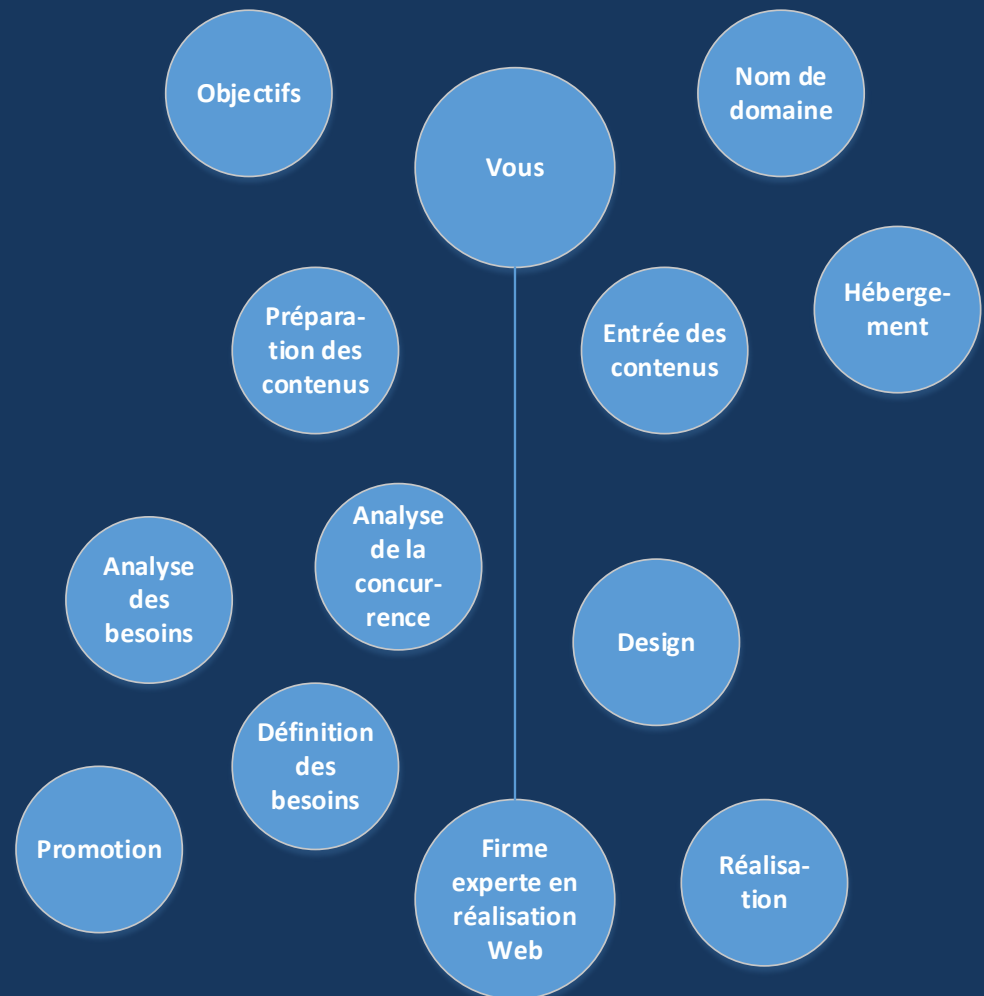 Objectifs
Nom de
domaine
Vous
Héberge-
ment
Prépara-
tion des
contenus
Entrée des
contenus
Analyse
de la
concur-
rence
Analyse
des
besoins
Design
Définition
des
besoins
Promotion
Firme
experte en
réalisation
Web
Réalisa-
tion